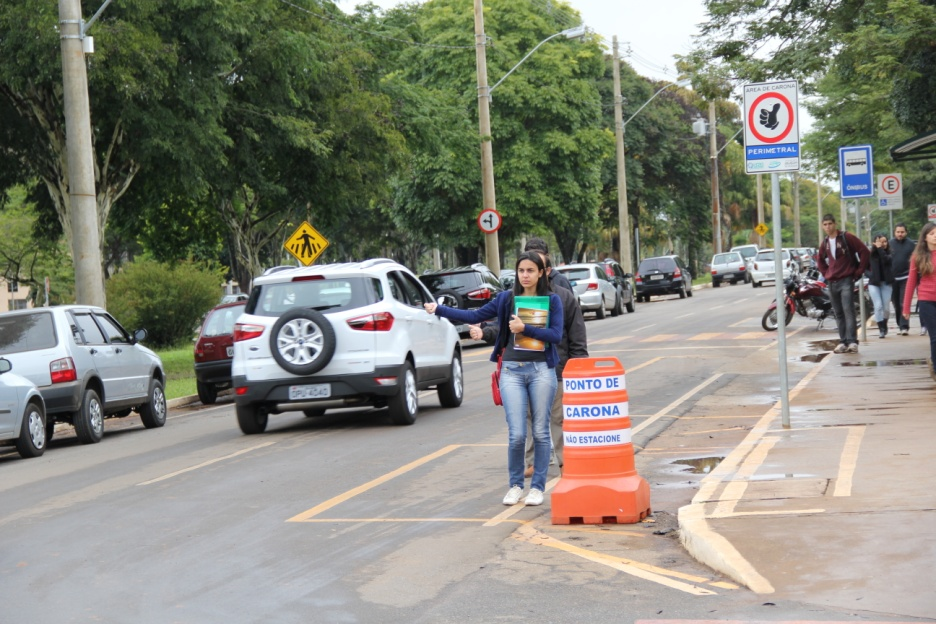 ÁREA DE CARONA
PERIMETRAL
ÔNIBUS
E
PONTO DE
CARONA
NÃO ESTACIONE